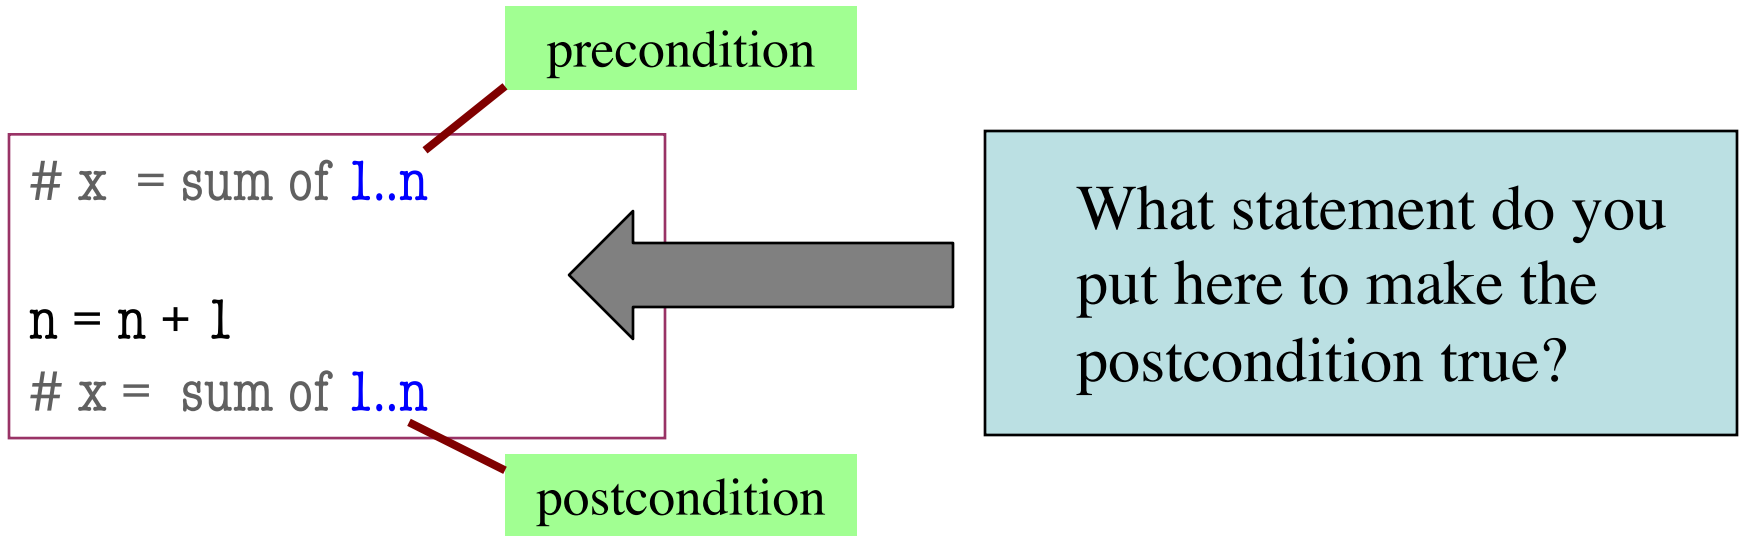 precondition
# x = sum of 1..n
n = n + 1
# x = sum of 1..n
postcondition
What statement do you
put here to make the
postcondition true?